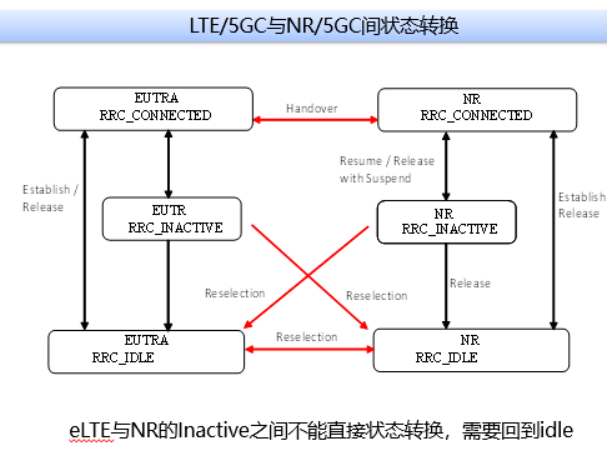 LTE/5GC与NR/5GC间状态转换
EUTRA
RRC_CONNECTED
Handover
NR
RRC_CONNECTED
Establish /
Release
Resume / Release
with Suspend
Establish
Release
EUTR
RRC_INACTIVE
NR
RRC_INACTIVE
Reselection
Reselection
Release
EUTRA
RRC_IDLE
Reselection
NR
RRC_IDLE
eLTE与NR的Inactive之间不能直接状态转换，需要回到idle